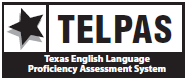 TELPAS
Texas English Language
Proficiency Assessment System